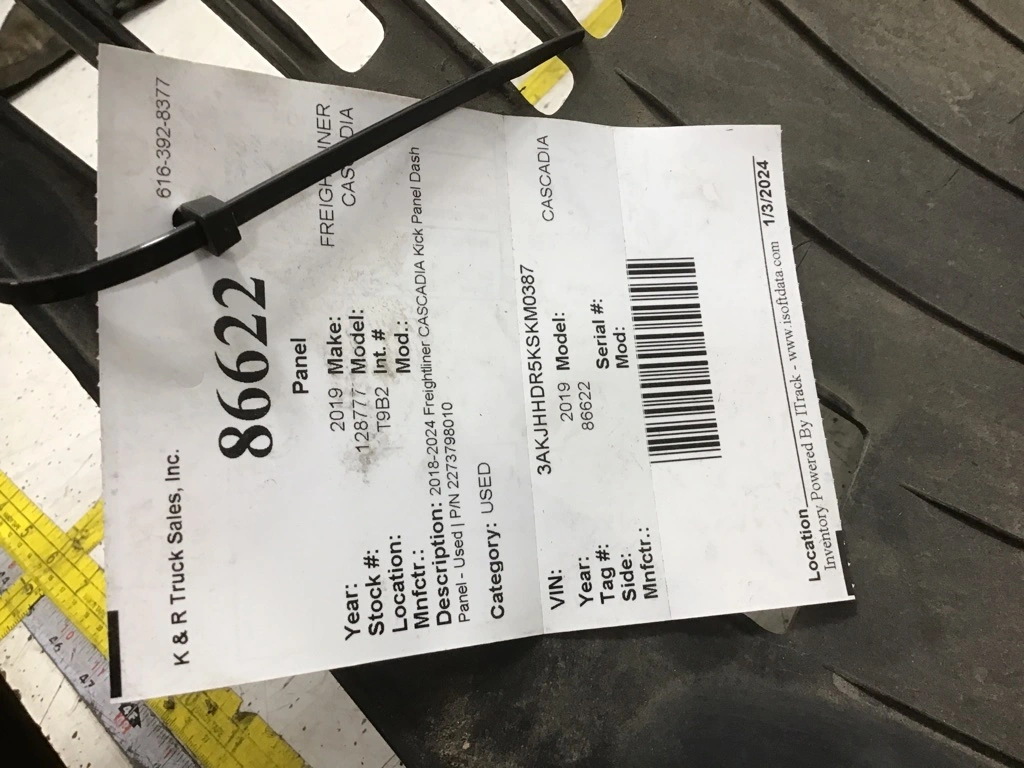 K & R Truck Sales, Inc. 616-392-8377
86622
Panel
Year: 2019 Make: FREIGHTLINER
Stock #: 128777 Model: CASCADIA
Location: T9B2 Int. #
Mnfctr.: Mod.:
Description: 2018-2024 Freightliner CASCADIA Kick Panel Dash
Panel - Used | P/N 2273798010
Category: USED
VIN: 3AKJHHDR5KSKM0387
Year: 2019 Model: CASCADIA
Tag #: 86622
Side: Serial #:
Mnfctr.: Mod:
Location 1/3/2024
Inventory Powered By ITrack - www.isoftdata.com